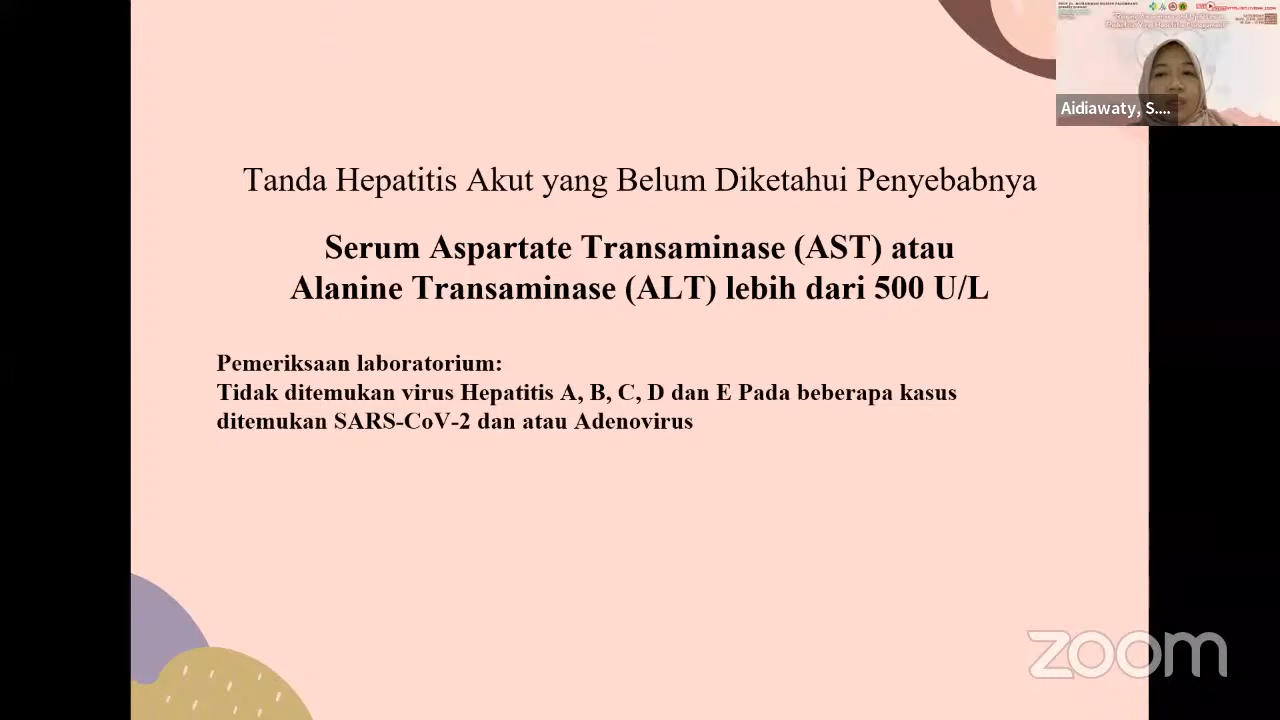 Tanda Hepatitis Akut yang Belum Diketahui Penyebabnya
Serum Aspartate Transaminase (AST) atau
Alanine Transaminase (ALT) lebih dari 500 U/L
Pemeriksaan laboratorium:
Tidak ditemukan virus Hepatitis A, B, C, D dan E Pada beberapa kasus
ditemukan SARS-CoV-2 dan atau Adenovirus
Aidiawaty, S....
zoom